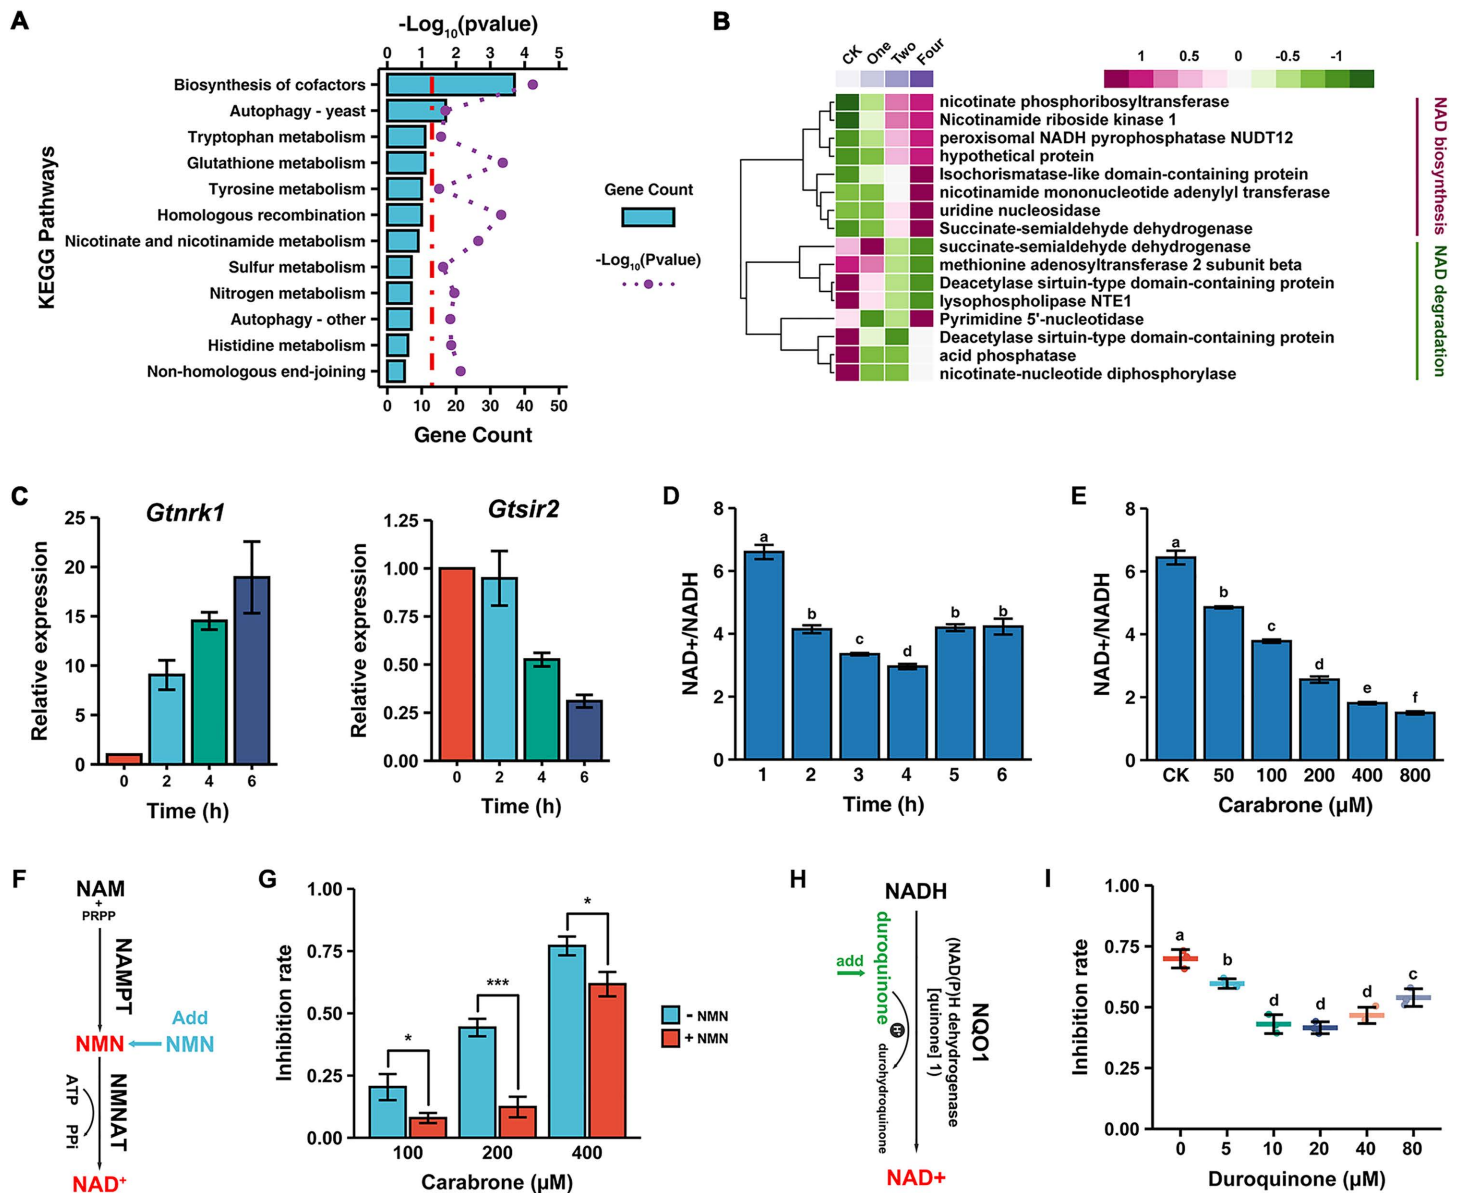 A
-Log10(pvalue)
0 1 2 3 4 5
KEGG Pathways
Biosynthesis of cofactors
Autophagy - yeast
Tryptophan metabolism
Glutathione metabolism
Tyrosine metabolism
Homologous recombination
Nicotinate and nicotinamide metabolism
Sulfur metabolism
Nitrogen metabolism
Autophagy - other
Histidine metabolism
Non-homologous end-joining
0 10 20 30 40 50
Gene Count
Gene Count
-Log10(Pvalue)
B
CK One Two Four
1 0.5 0 -0.5 -1
nicotinate phosphoribosyltransferase
Nicotinamide riboside kinase 1
peroxisomal NADH pyrophosphatase NUDT12
hypothetical protein
Isochorismatase-like domain-containing protein
nicotinamide mononucleotide adenylyl transferase
uridine nucleosidase
Succinate-semialdehyde dehydrogenase
succinate-semialdehyde dehydrogenase
methionine adenosyltransferase 2 subunit beta
Deacetylase sirtuin-type domain-containing protein
lysophospholipase NTE1
Pyrimidine 5'-nucleotidase
Deacetylase sirtuin-type domain-containing protein
acid phosphatase
nicotinate-nucleotide diphosphorylase
NAD biosynthesis
NAD degradation
C
Gtnrk1
Relative expression
25
20
15
10
5
0
0 2 4 6
Time (h)
Gtsir2
Relative expression
1.25
1.00
0.75
0.50
0.25
0.00
0 2 4 6
Time (h)
D
NAD+/NADH
8
6
4
2
0
a b c d b b
1 2 3 4 5 6
Time (h)
E
NAD+/NADH
8
6
4
2
0
a b c d e f
CK 50 100 200 400 800
Carabrone (µM)
F
NAM
+
PRPP
NAMPT
Add
NMN
NMN
ATP
PPi
NMNAT
NAD+
G
Inhibition rate
1.00
0.75
0.50
0.25
0.00
* *** *
100 200 400
Carabrone (µM)
- NMN
+ NMN
H
NADH
add
duroquinone
H+
durohydroquinone
(NAD(P)H dehydrogenase
[quinone] 1)
NQO1
NAD+
I
Inhibition rate
1.00
0.75
0.50
0.25
0.00
a b d d d c
0 5 10 20 40 80
Duroquinone (µM)